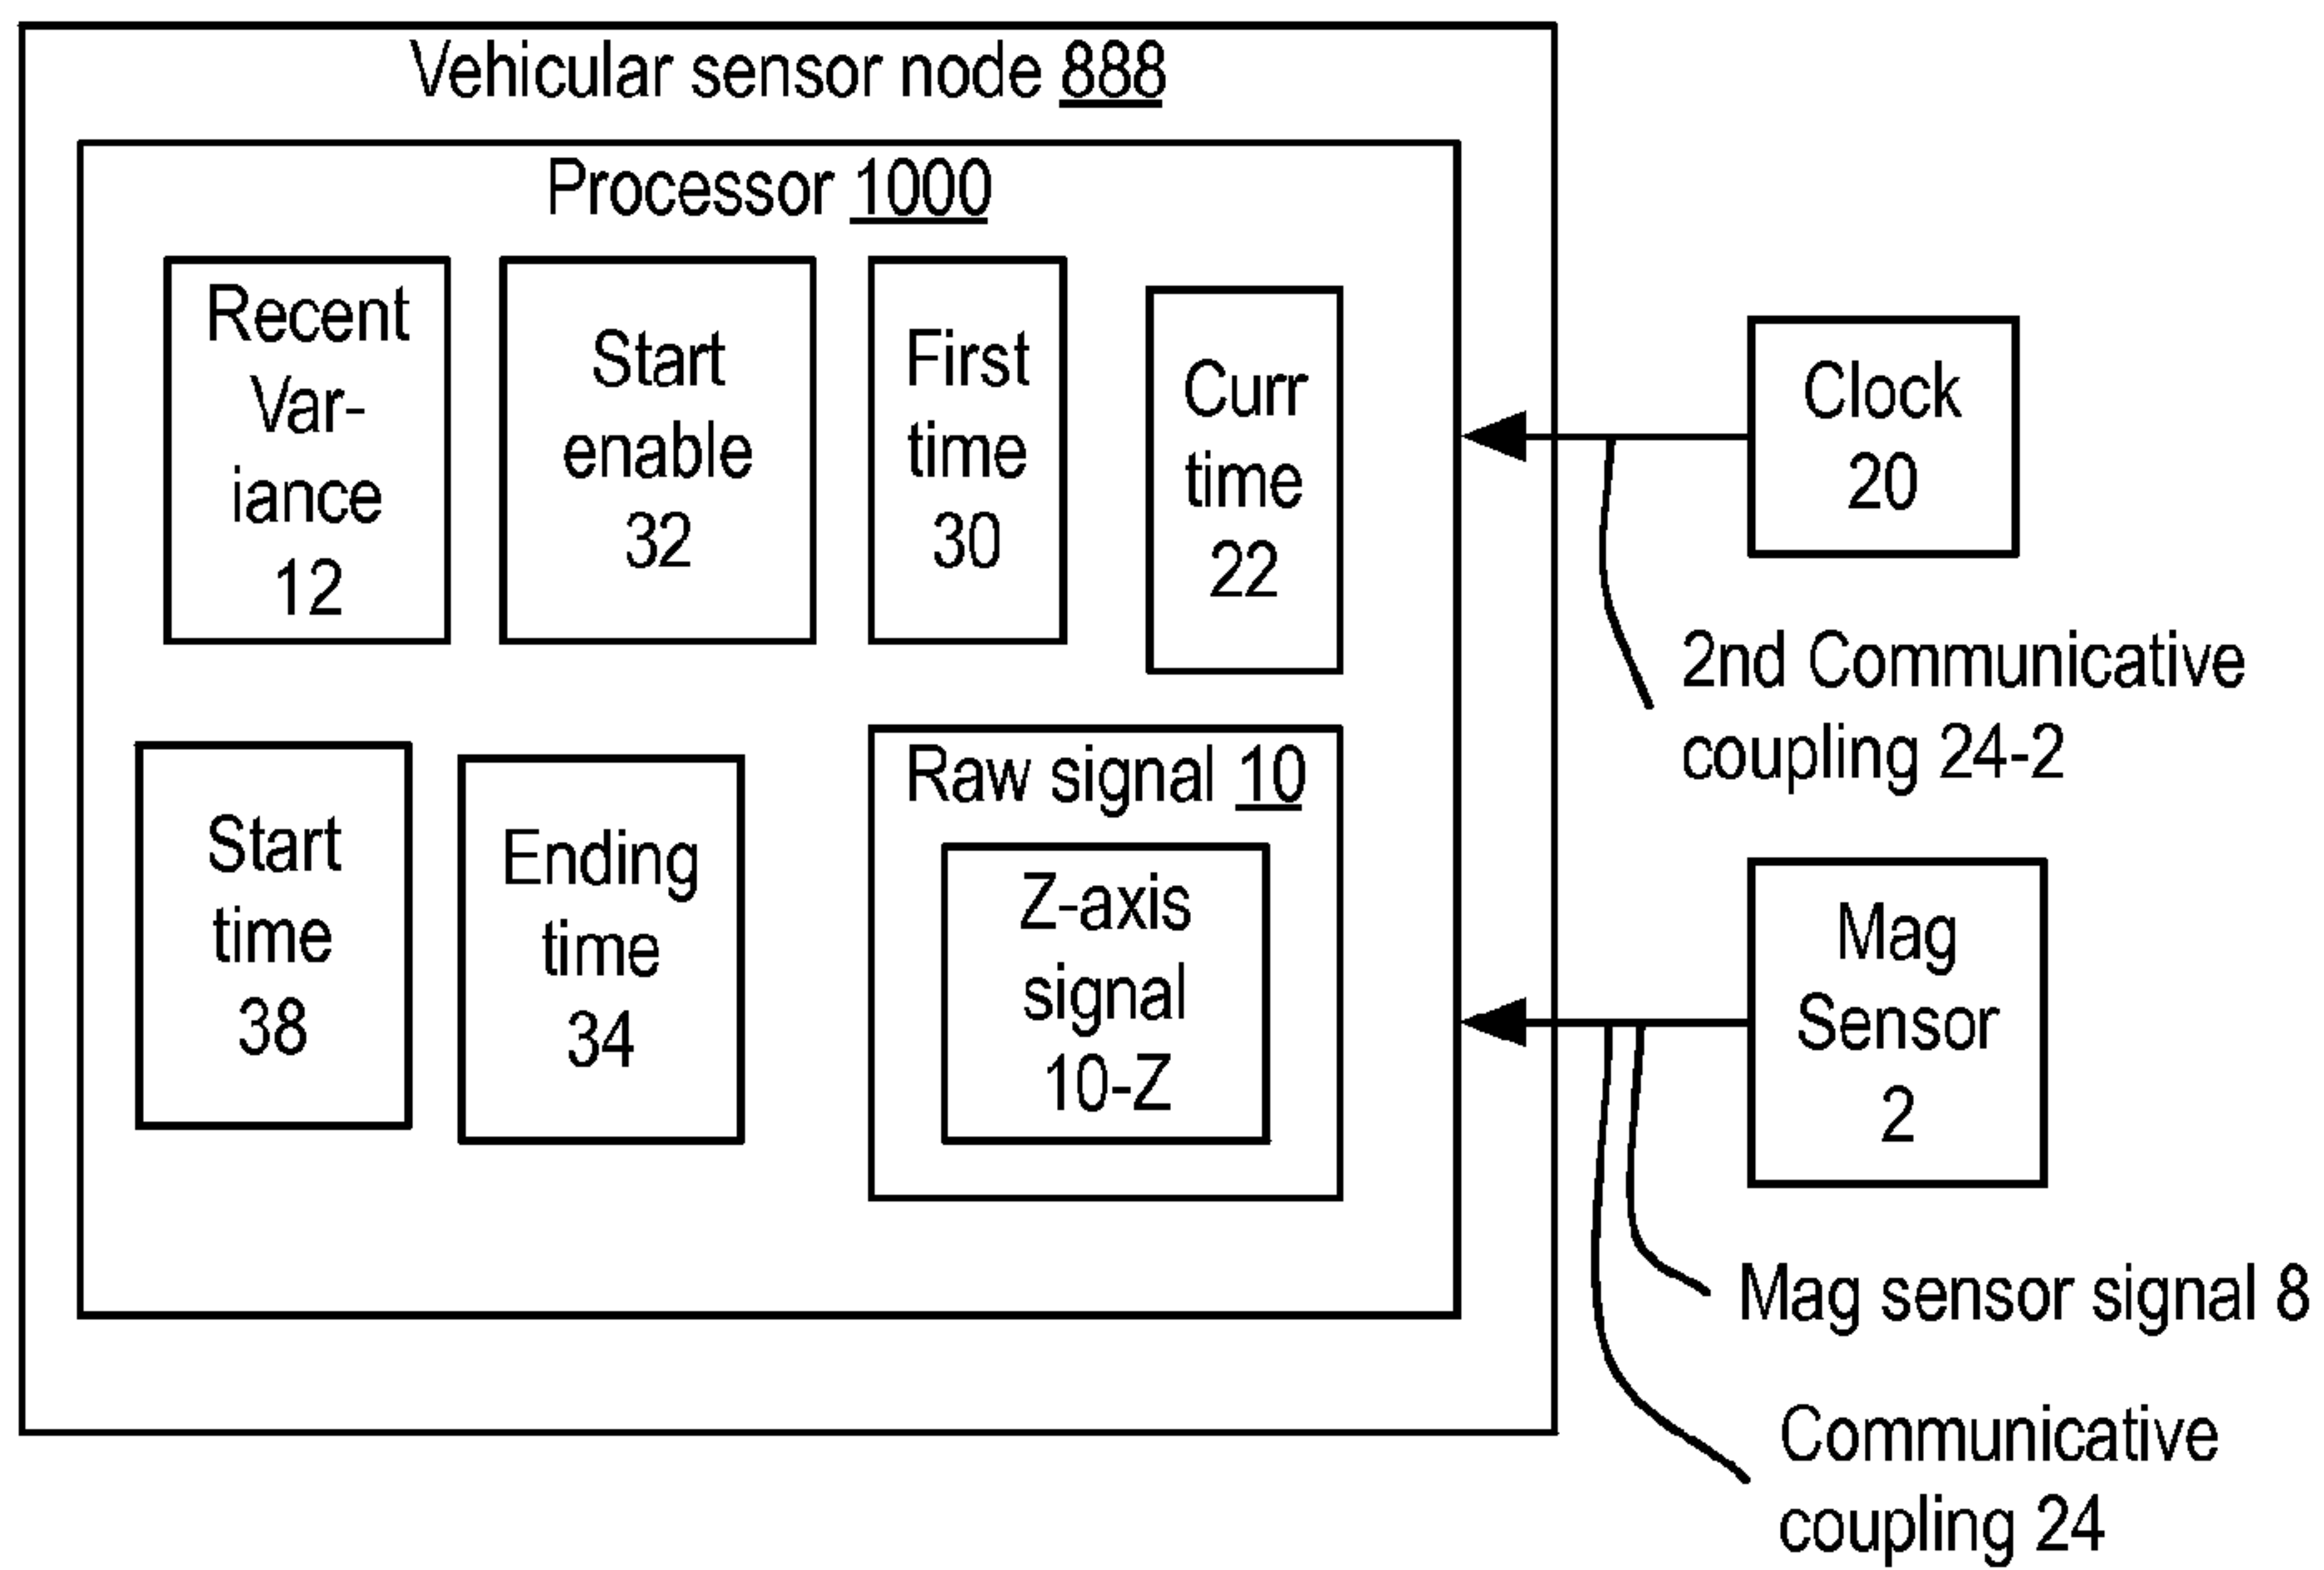 Vehicular sensor node 888
Processor 1000
Recent
Var-
iance
12
Start
enable
32
First
time
30
Curr
time
22
Clock
20
2nd Communicative
coupling 24-2
Start
time
38
Ending
time
34
Raw signal 10
Z-axis
signal
10-Z
Mag
Sensor
2
Mag sensor signal 8
Communicative
coupling 24